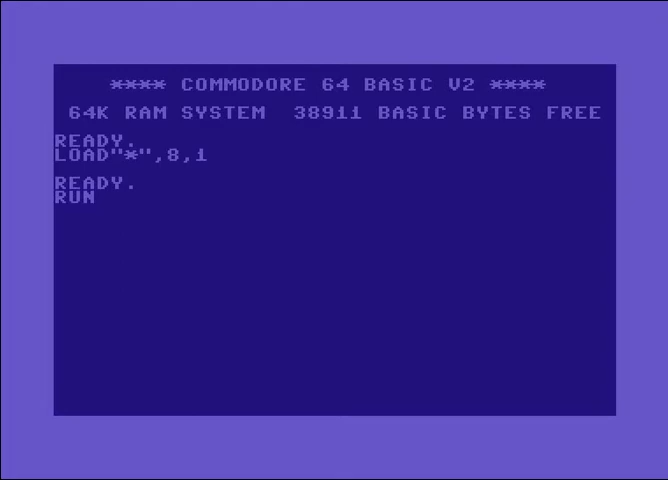 **** COMMODORE 64 BASIC V2 ****
64K RAM SYSTEM  38911 BASIC BYTES FREE
READY.
LOAD"*",8,1
READY.
RUN